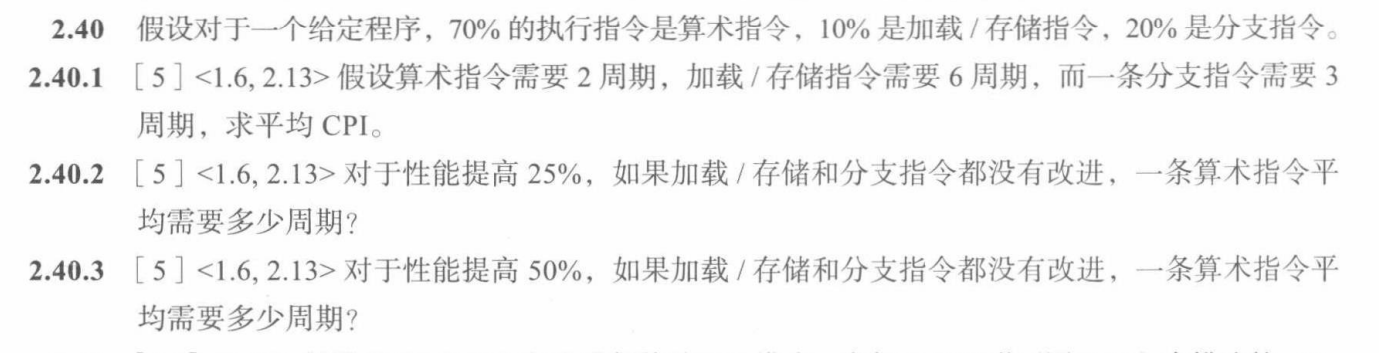 2.40 假设对于一个给定程序，70% 的执行指令是算术指令，10% 是加载 / 存储指令，20% 是分支指令。
2.40.1 ［5］<1.6, 2.13> 假设算术指令需要 2 周期，加载 / 存储指令需要 6 周期，而一条分支指令需要 3
周期，求平均 CPI。
2.40.2 ［5］<1.6, 2.13> 对于性能提高 25%，如果加载 / 存储和分支指令都没有改进，一条算术指令平
均需要多少周期？
2.40.3 ［5］<1.6, 2.13> 对于性能提高 50%，如果加载 / 存储和分支指令都没有改进，一条算术指令平
均需要多少周期？